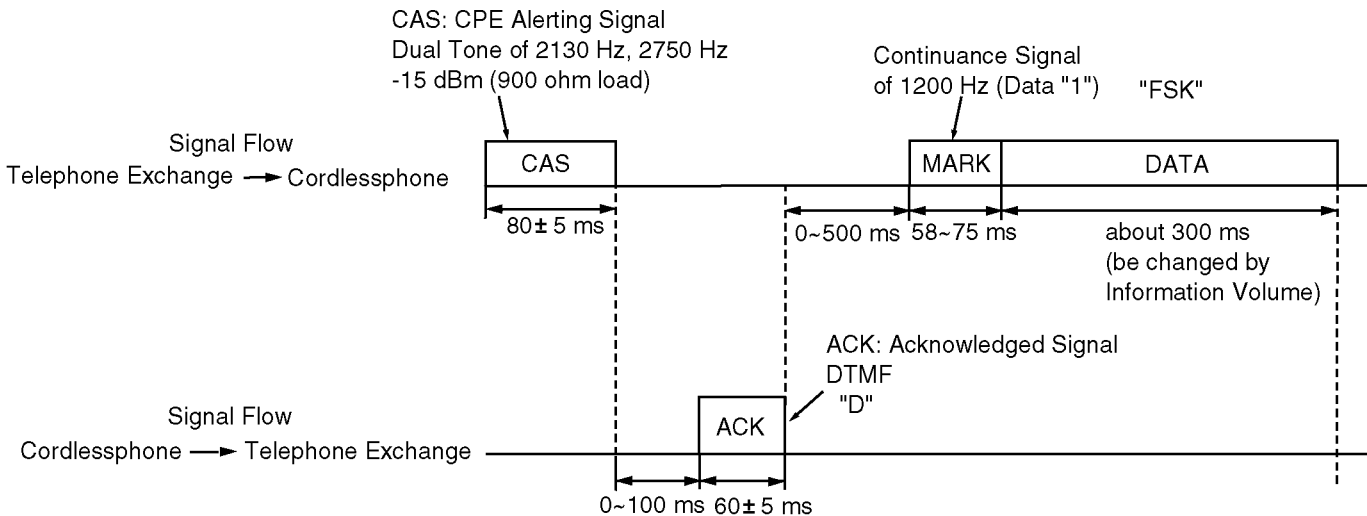 CAS: CPE Alerting Signal
Dual Tone of 2130 Hz, 2750 Hz
-15 dBm (900 ohm load)
Continuance Signal
of 1200 Hz (Data "1")
"FSK"
Signal Flow
Telephone Exchange → Cordlessphone
CAS
MARK
DATA
80± 5 ms
0~500 ms
58~75 ms
about 300 ms
(be changed by
Information Volume)
ACK: Acknowledged Signal
DTMF
"D"
Signal Flow
Cordlessphone → Telephone Exchange
ACK
0~100 ms
60± 5 ms